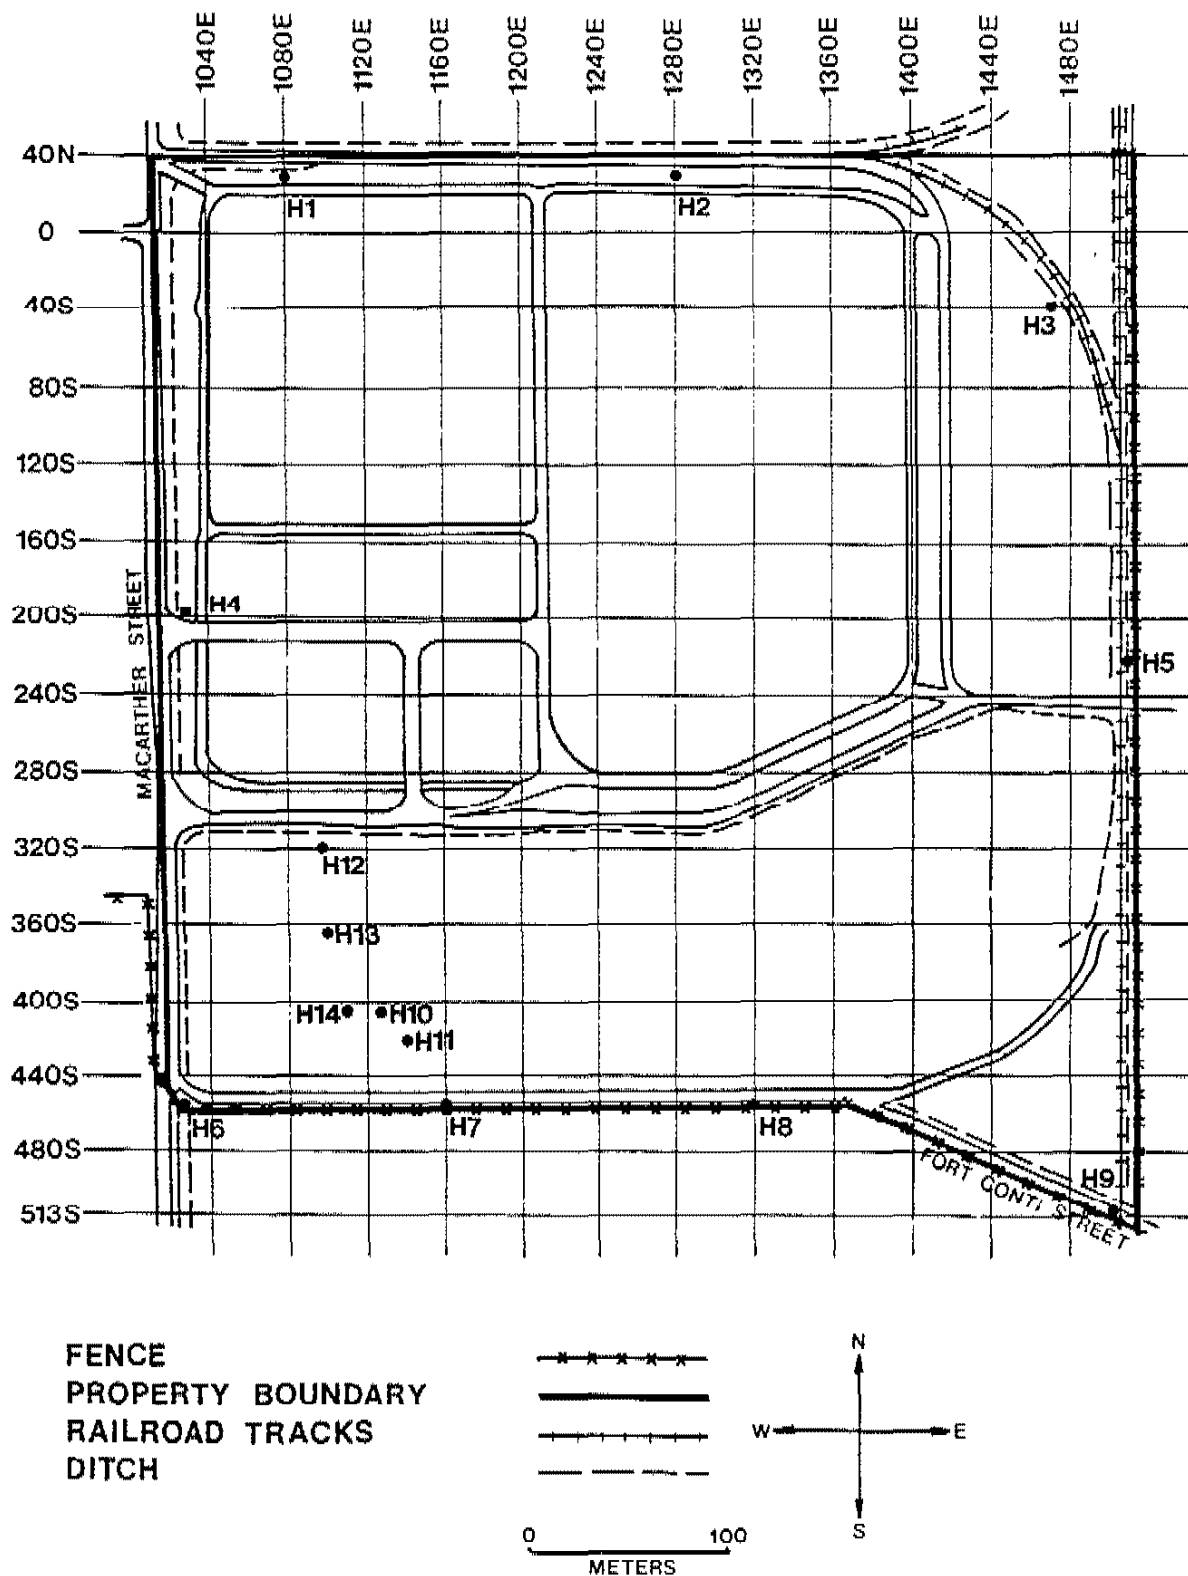 1040E
1080E
1120E
1160E
1200E
1240E
1280E
1320E
1360E
1400E
1440E
1480E
40N
H1
H2
0
40S
H3
80S
120S
160S
MACARTHER STREET
H4
200S
H5
240S
280S
320S
H12
360S
H13
400S
H14
H10
H11
440S
H6
H7
H8
480S
FORT CONTI STREET
H9
513S
FENCE
PROPERTY BOUNDARY
RAILROAD TRACKS
DITCH
N
W
E
S
0 100
METERS